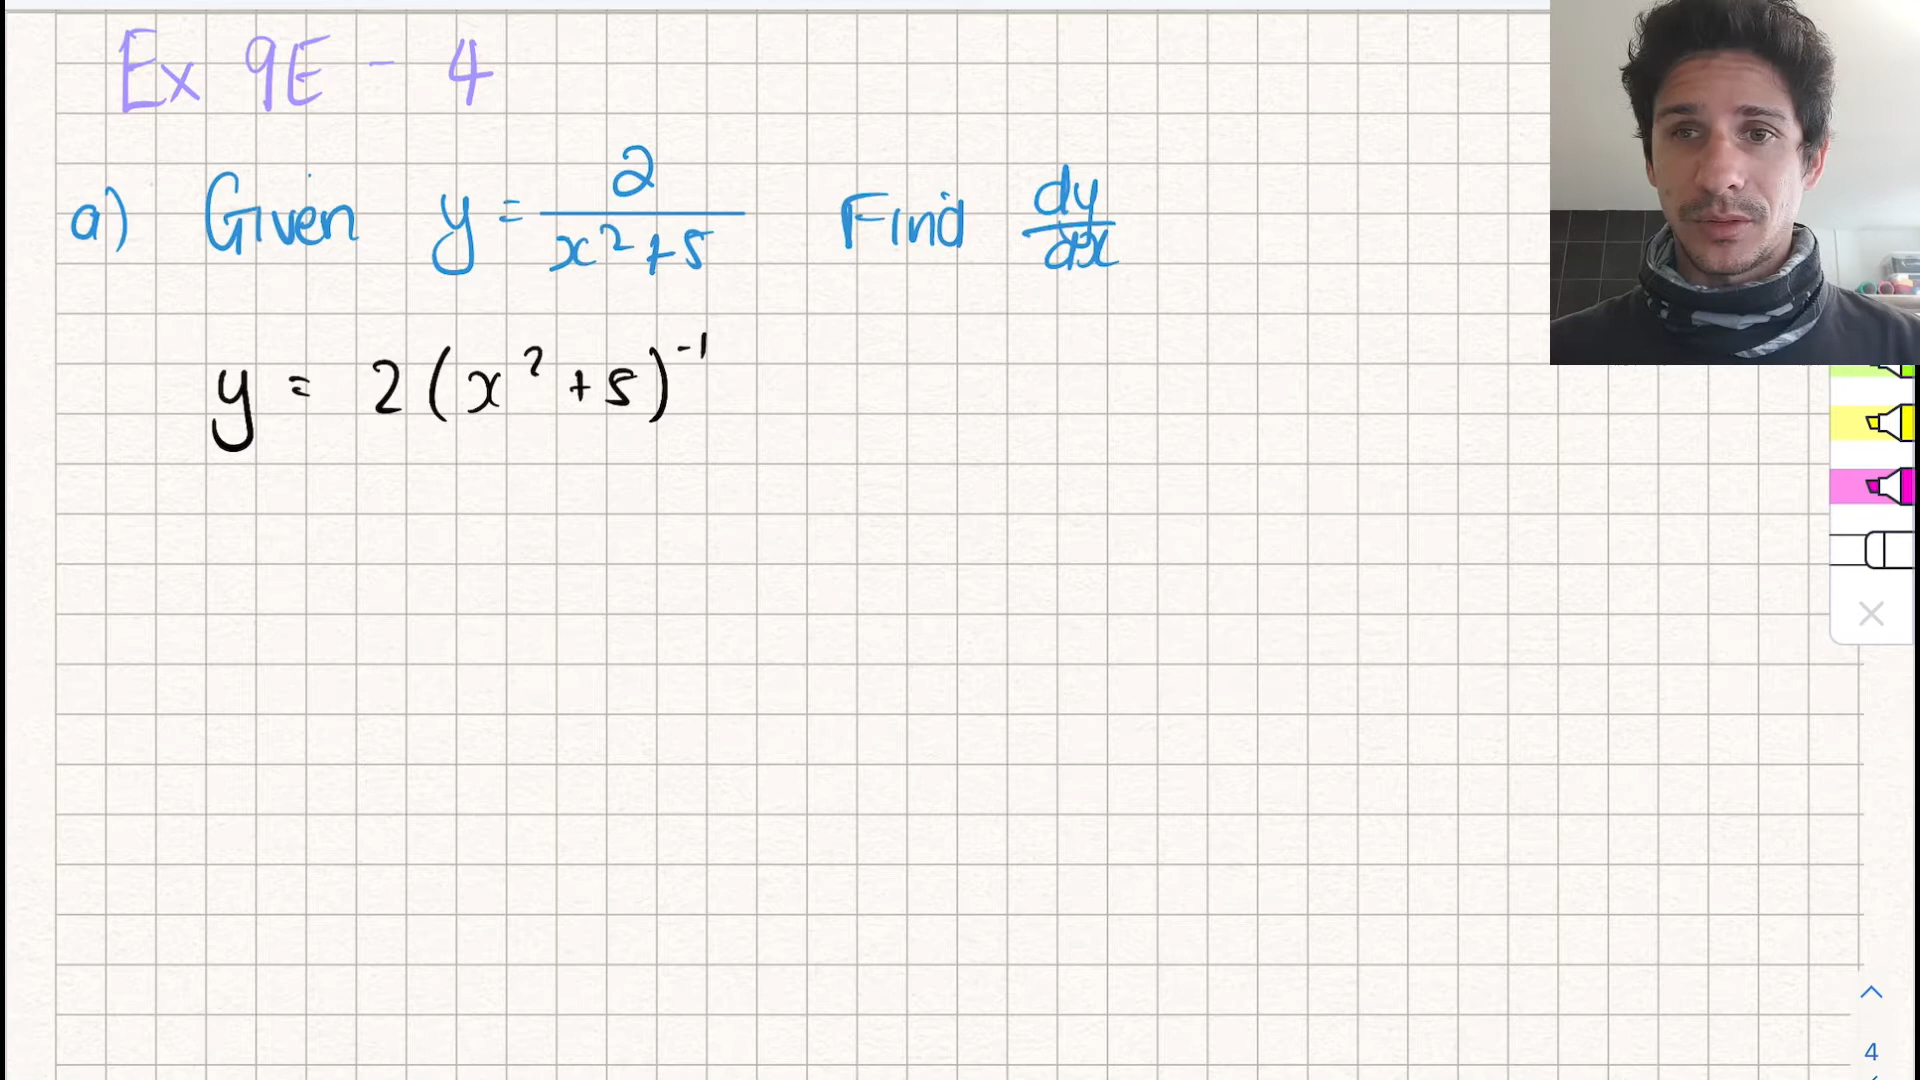 Ex 9E - 4
a) Given y = 2/(x²+5) Find dy/dx
y = 2(x²+5)⁻¹
4